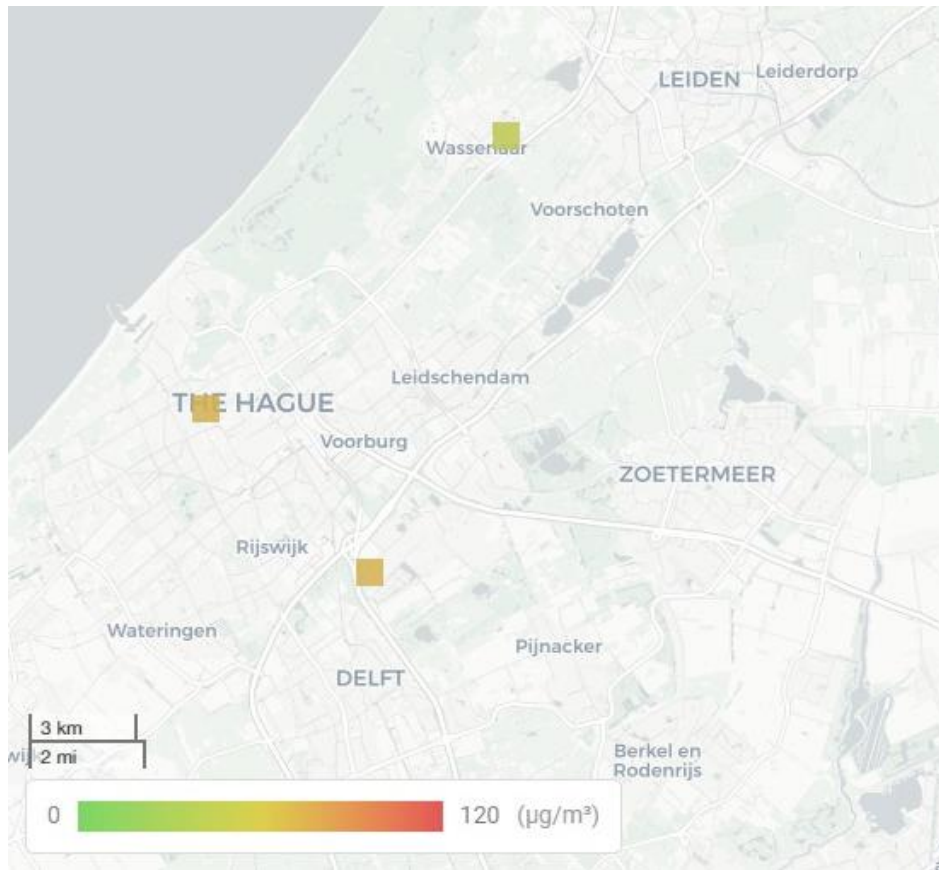 LEIDEN
Leiderdorp
Wassenaar
Voorschoten
Leidschendam
THE HAGUE
Voorburg
ZOETERMEER
Rijswijk
Wateringen
Pijnacker
DELFT
3 km
2 mi
Berkel en
Rodenrijs
0
120 (µg/m³)